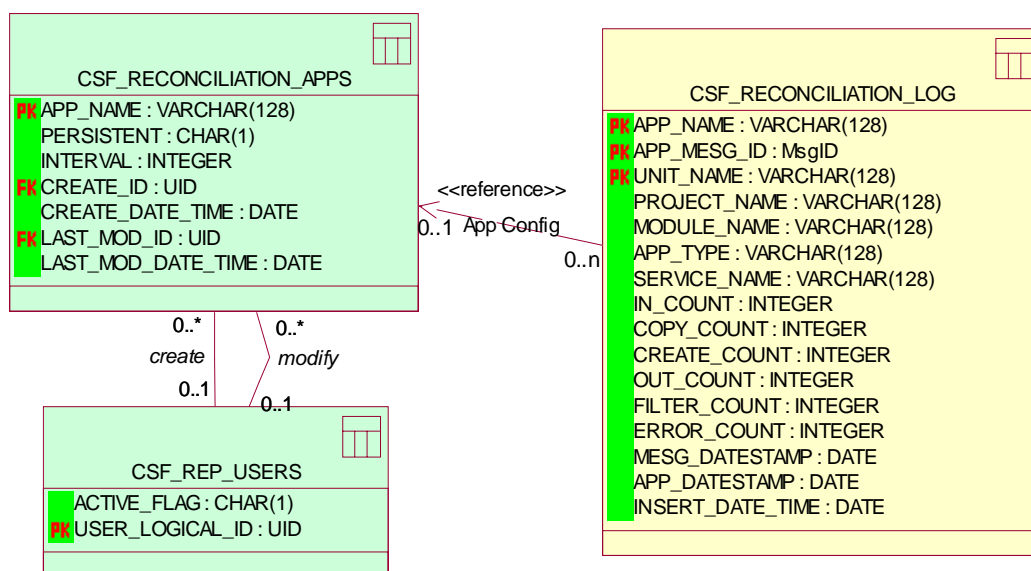 CSF_RECONCILIATION_APPS
PK APP_NAME : VARCHAR(128)
PERSISTENT : CHAR(1)
INTERVAL : INTEGER
FK CREATE_ID : UID
CREATE_DATE_TIME : DATE
FK LAST_MOD_ID : UID
LAST_MOD_DATE_TIME : DATE
<<reference>>
0..1 App Config
0..n
CSF_RECONCILIATION_LOG
PK APP_NAME : VARCHAR(128)
PK APP_MESG_ID : MsgID
PK UNIT_NAME : VARCHAR(128)
PROJECT_NAME : VARCHAR(128)
MODULE_NAME : VARCHAR(128)
APP_TYPE : VARCHAR(128)
SERVICE_NAME : VARCHAR(128)
IN_COUNT : INTEGER
COPY_COUNT : INTEGER
CREATE_COUNT : INTEGER
OUT_COUNT : INTEGER
FILTER_COUNT : INTEGER
ERROR_COUNT : INTEGER
MESG_DATESTAMP : DATE
APP_DATESTAMP : DATE
INSERT_DATE_TIME : DATE
0..* 0..*
create modify
0..1 0..1
CSF_REP_USERS
ACTIVE_FLAG : CHAR(1)
PK USER_LOGICAL_ID : UID